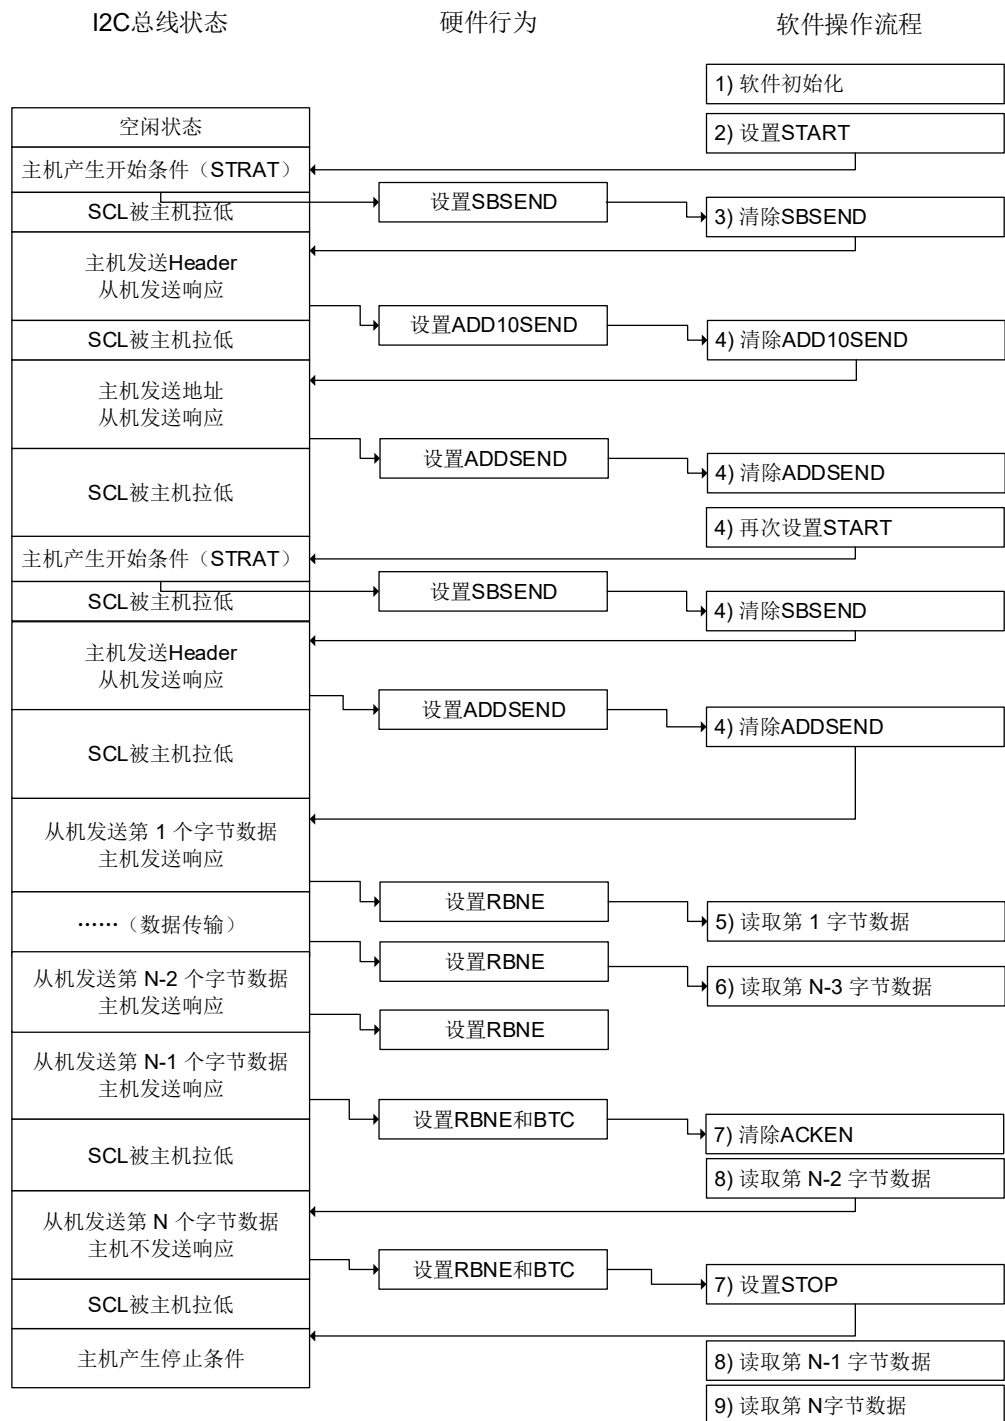 I2C总线状态
硬件行为
软件操作流程
1) 软件初始化
空闲状态
2) 设置START
主机产生开始条件（STRAT）
设置SBSEND
SCL被主机拉低
3) 清除SBSEND
主机发送Header
从机发送响应
设置ADD10SEND
SCL被主机拉低
4) 清除ADD10SEND
主机发送地址
从机发送响应
设置ADDSEND
4) 清除ADDSEND
SCL被主机拉低
4) 再次设置START
主机产生开始条件（STRAT）
设置SBSEND
SCL被主机拉低
4) 清除SBSEND
主机发送Header
从机发送响应
设置ADDSEND
4) 清除ADDSEND
SCL被主机拉低
从机发送第 1 个字节数据
主机发送响应
设置RBNE
……（数据传输）
5) 读取第 1 字节数据
设置RBNE
从机发送第 N-2 个字节数据
主机发送响应
6) 读取第 N-3 字节数据
设置RBNE
从机发送第 N-1 个字节数据
主机发送响应
设置RBNE和BTC
7) 清除ACKEN
SCL被主机拉低
8) 读取第 N-2 字节数据
从机发送第 N 个字节数据
主机不发送响应
设置RBNE和BTC
7) 设置STOP
SCL被主机拉低
主机产生停止条件
8) 读取第 N-1 字节数据
9) 读取第 N字节数据